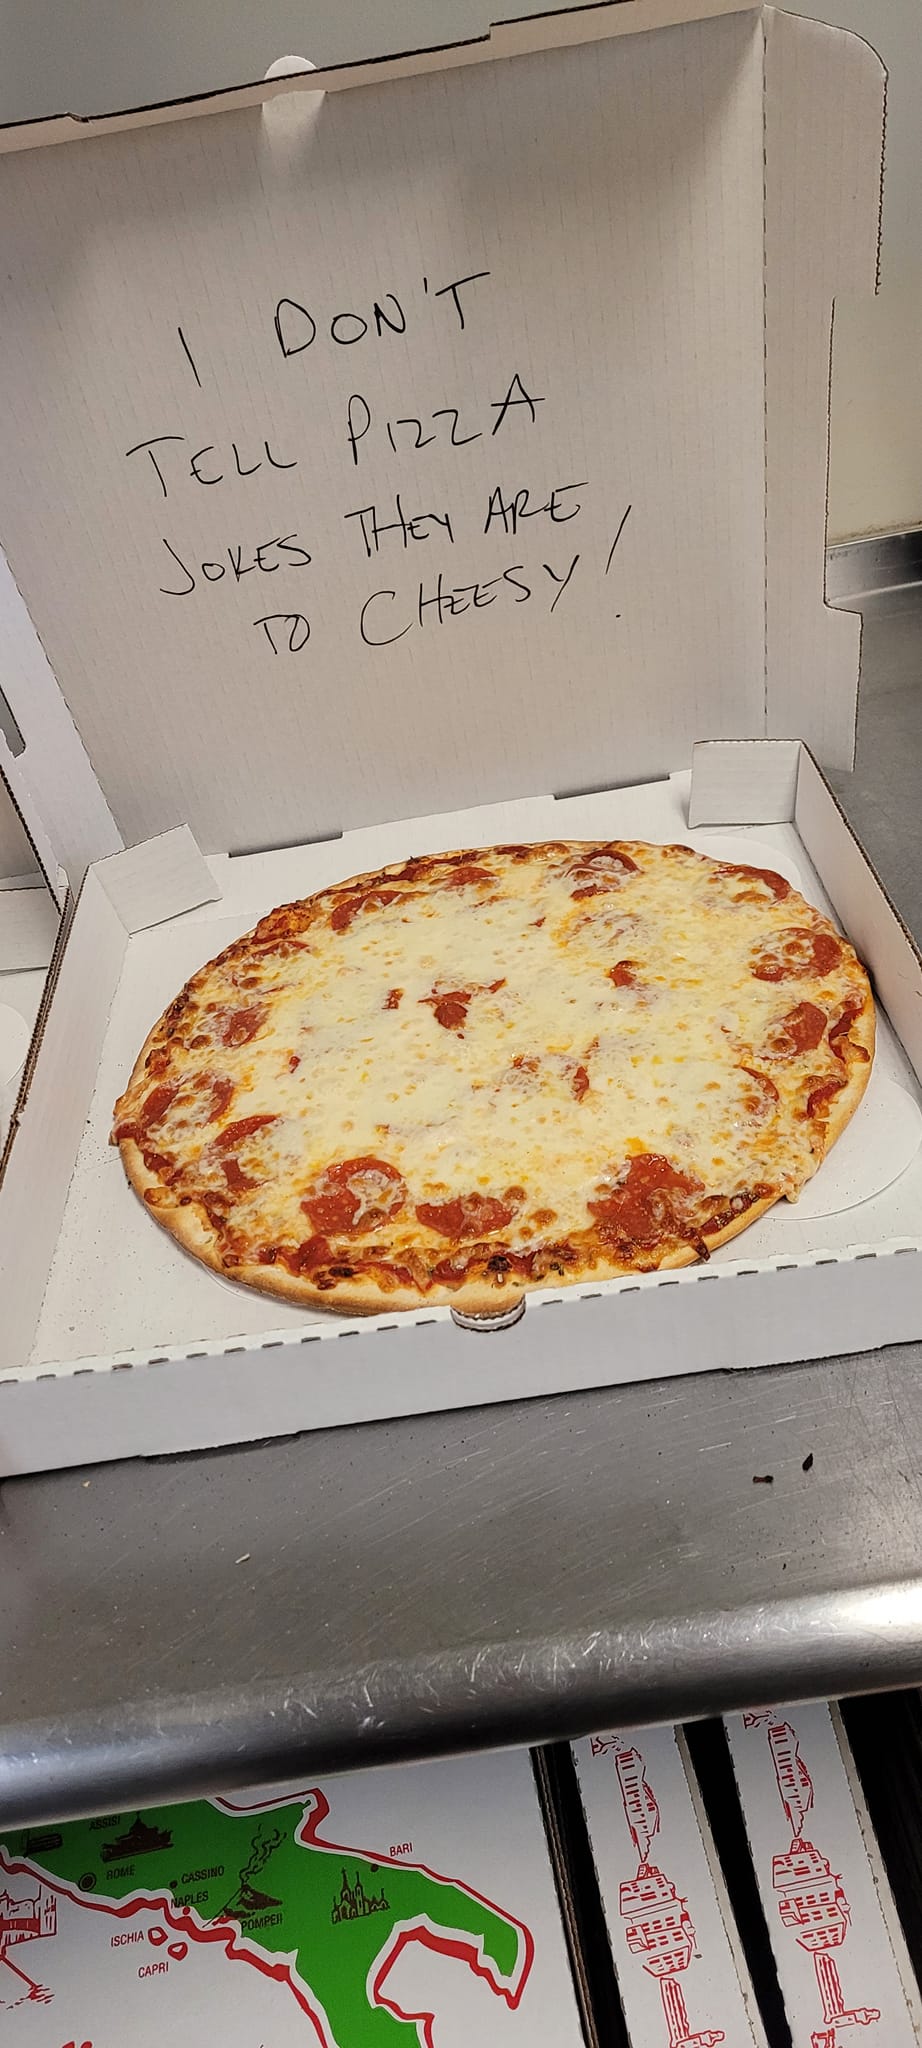 I DON'T
TELL PIZZA
JOKES THEY ARE
TO CHEESY!
ASSISI
ROME
CASSINO
NAPLES
POMPEII
BARI
ISCHIA
CAPRI